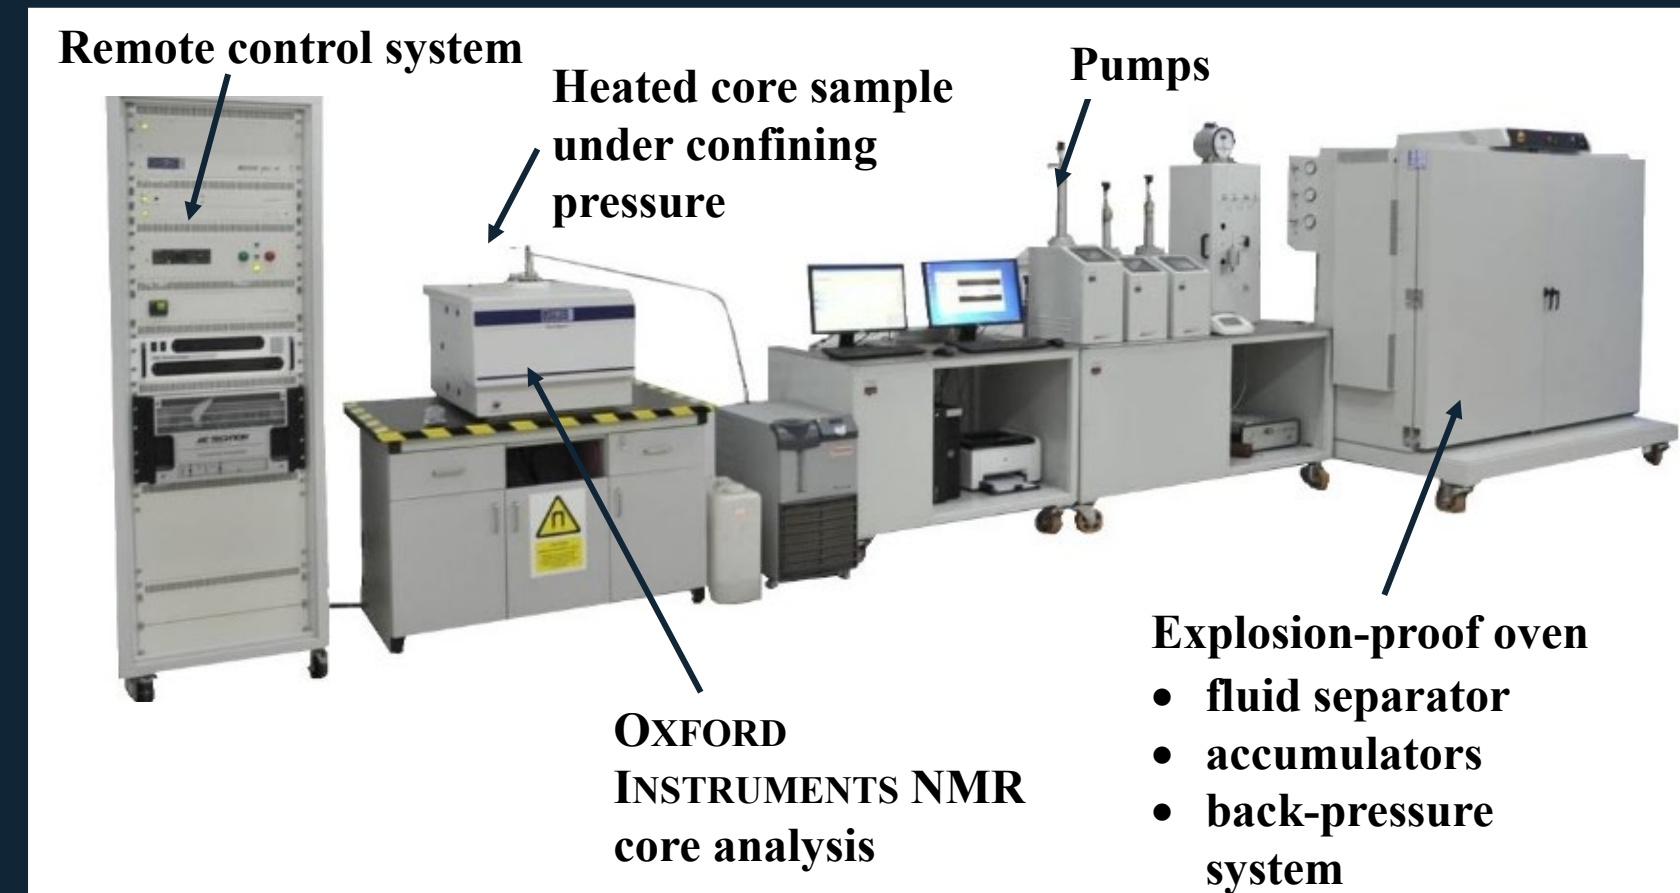 Remote control system
Heated core sample
under confining
pressure
Pumps
OXFORD
INSTRUMENTS NMR
core analysis
Explosion-proof oven
• fluid separator
• accumulators
• back-pressure
system